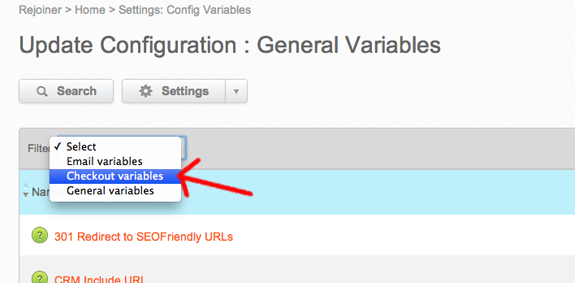 Rejoiner > Home > Settings: Config Variables
Update Configuration : General Variables
Search
Settings
Filter
✓ Select
Email variables
Checkout variables
General variables
301 Redirect to SEOFriendly URLs
CRM Include URL